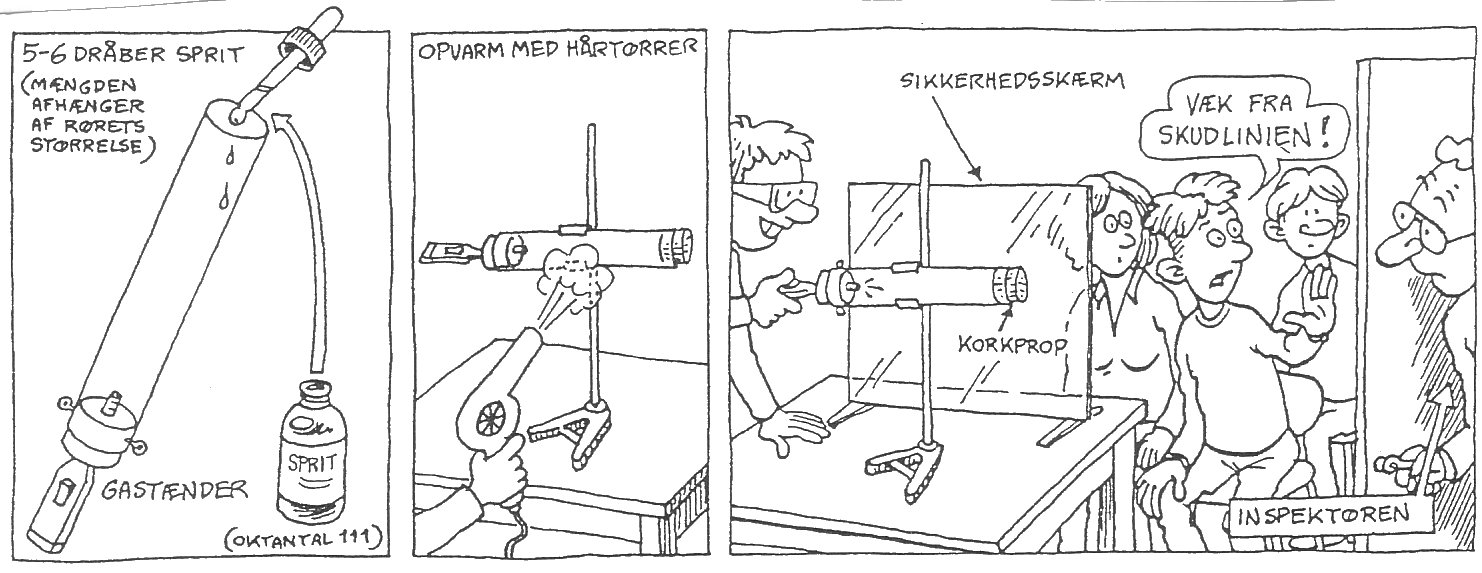 5-6 DRÅBER SPRIT
(MÆNGDEN
AFHÆNGER
AF RØRETS
STØRRELSE)
SPRIT
GASTÆNDER
(OKTANTAL 111)
OPVARM MED HÅRTØRRER
SIKKERHEDSSKÆRM
VÆK FRA
SKUDLINIEN!
KORKPROP
INSPEKTØREN